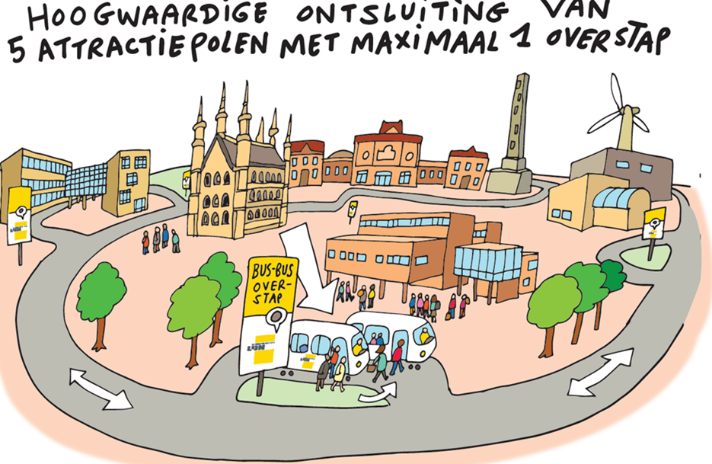 HOOGWAARDIGE ONTSLUITING VAN
5 ATTRACTIEPOLEN MET MAXIMAAL 1 OVERSTAP
BUS-BUS
OVER-
STAP